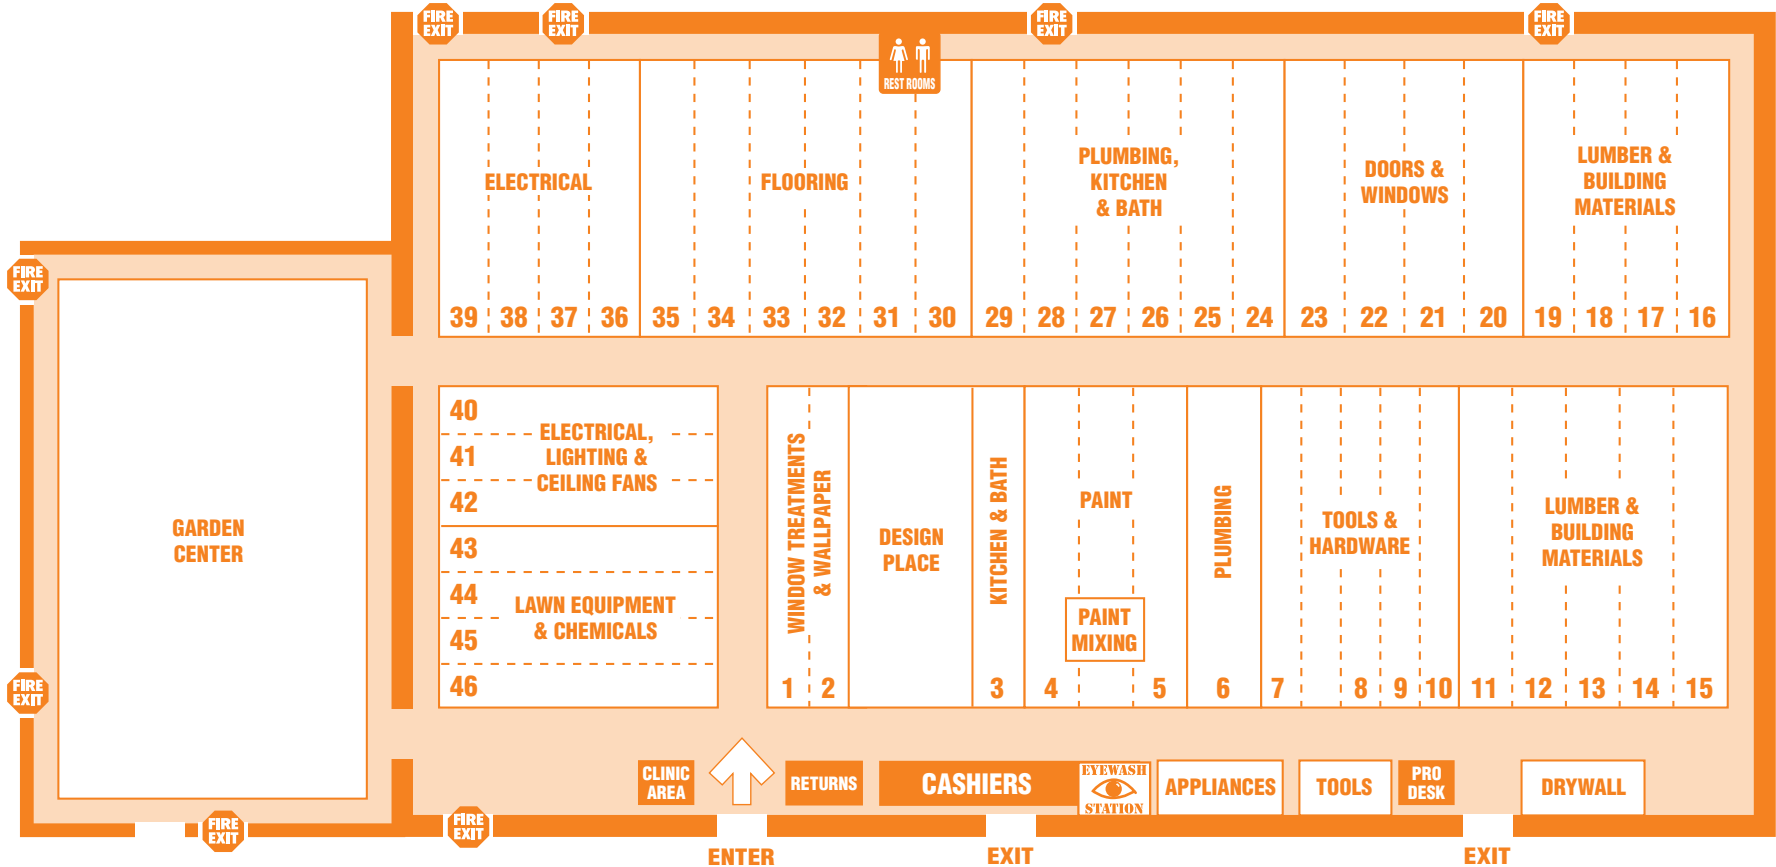 FIRE
EXIT
FIRE
EXIT
FIRE
EXIT
FIRE
EXIT
REST ROOMS
ELECTRICAL
FLOORING
PLUMBING,
KITCHEN
& BATH
DOORS &
WINDOWS
LUMBER &
BUILDING
MATERIALS
39 38 37 36 35 34 33 32 31 30 29 28 27 26 25 24 23 22 21 20 19 18 17 16
FIRE
EXIT
GARDEN
CENTER
FIRE
EXIT
40
41
42
ELECTRICAL,
LIGHTING &
CEILING FANS
43
44
45
46
LAWN EQUIPMENT
& CHEMICALS
WINDOW TREATMENTS
& WALLPAPER
DESIGN
PLACE
KITCHEN & BATH
PAINT
PAINT
MIXING
PLUMBING
TOOLS &
HARDWARE
LUMBER &
BUILDING
MATERIALS
1 2 3 4 5 6 7 8 9 10 11 12 13 14 15
CLINIC
AREA
RETURNS
CASHIERS
EYEWASH
STATION
APPLIANCES
TOOLS
PRO
DESK
DRYWALL
FIRE
EXIT
FIRE
EXIT
ENTER
EXIT
EXIT